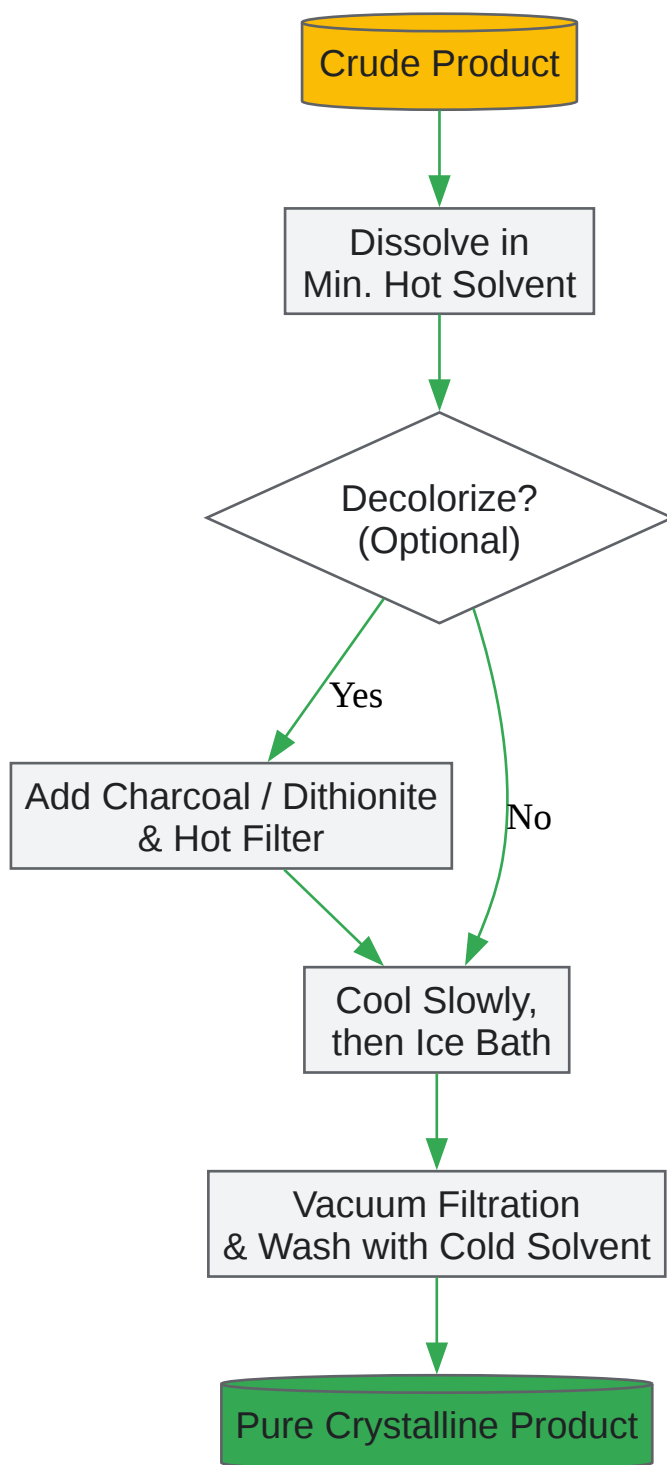 Crude Product
Dissolve in
Min. Hot Solvent
Decolorize?
(Optional)
Yes
Add Charcoal / Dithionite
& Hot Filter
No
Cool Slowly,
then Ice Bath
Vacuum Filtration
& Wash with Cold Solvent
Pure Crystalline Product